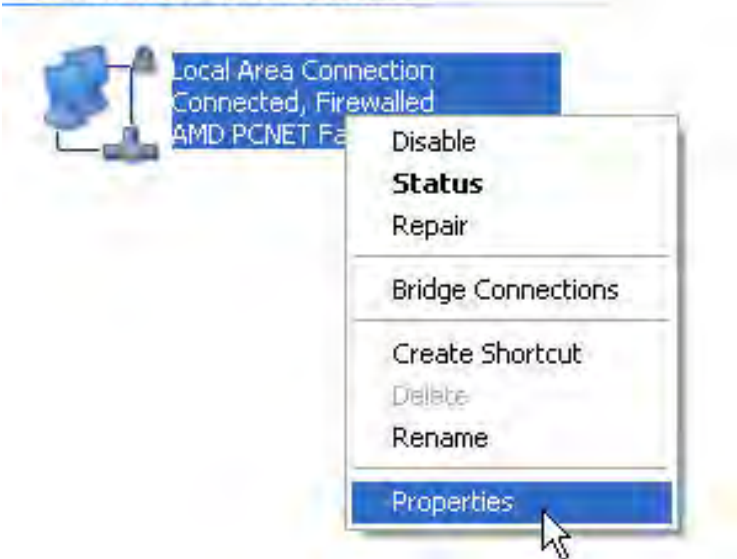 Local Area Connection
Connected, Firewalled
AMD PCNET Fa
Disable
Status
Repair
Bridge Connections
Create Shortcut
Delete
Rename
Properties